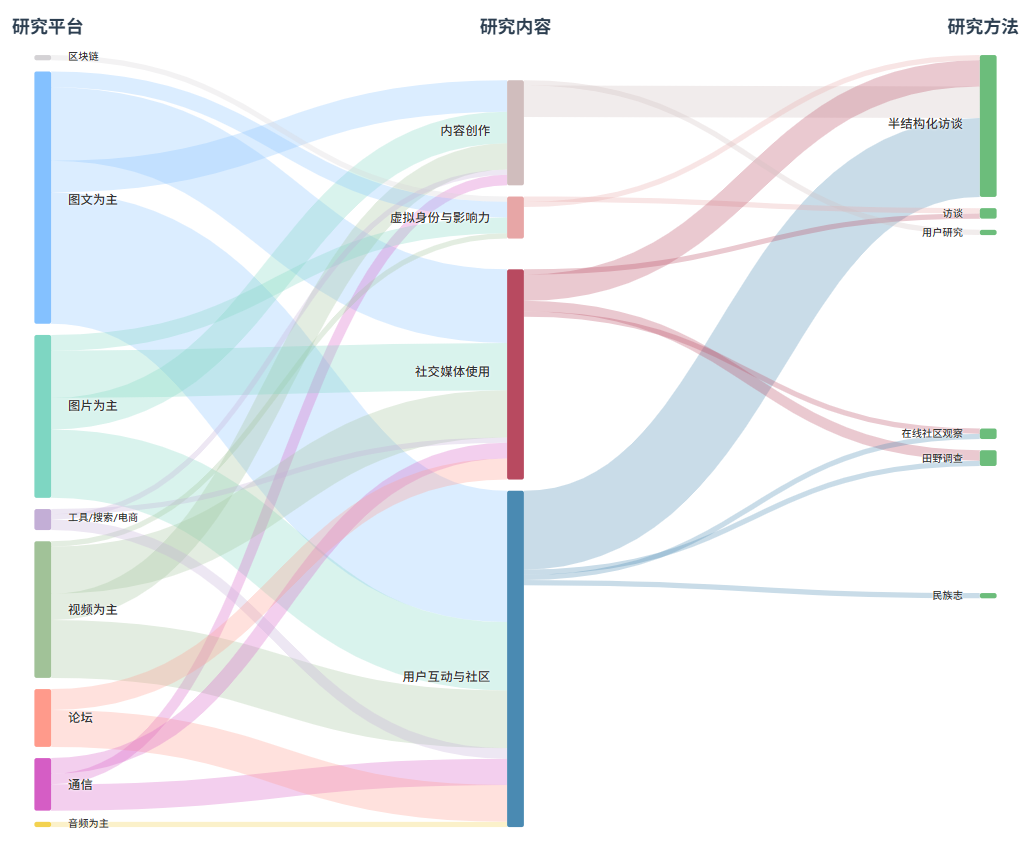 研究平台
研究内容
研究方法
区块链
图文为主
图片为主
工具/搜索/电商
视频为主
论坛
通信
音频为主
内容创作
虚拟身份与影响力
社交媒体使用
用户互动与社区
半结构化访谈
访谈
用户研究
在线社区观察
田野调查
民族志